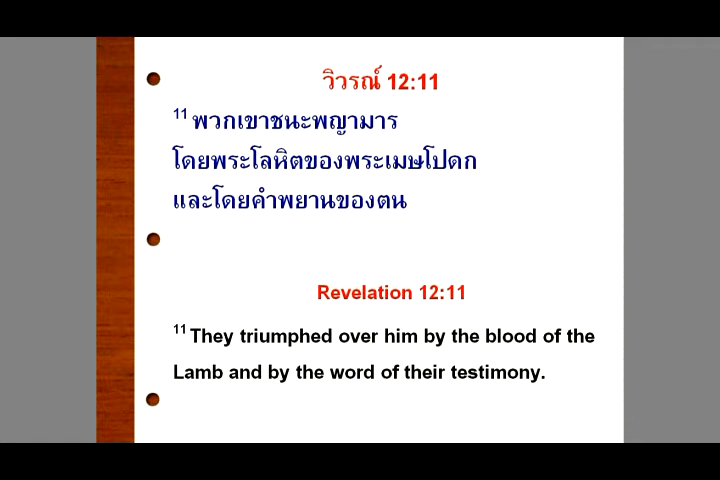 วิวรณ์ 12:11
11 พวกเขาชนะพญามาร
โดยพระโลหิตของพระเมษโปดก
และโดยคำพยานของตน
Revelation 12:11
11 They triumphed over him by the blood of the
Lamb and by the word of their testimony.